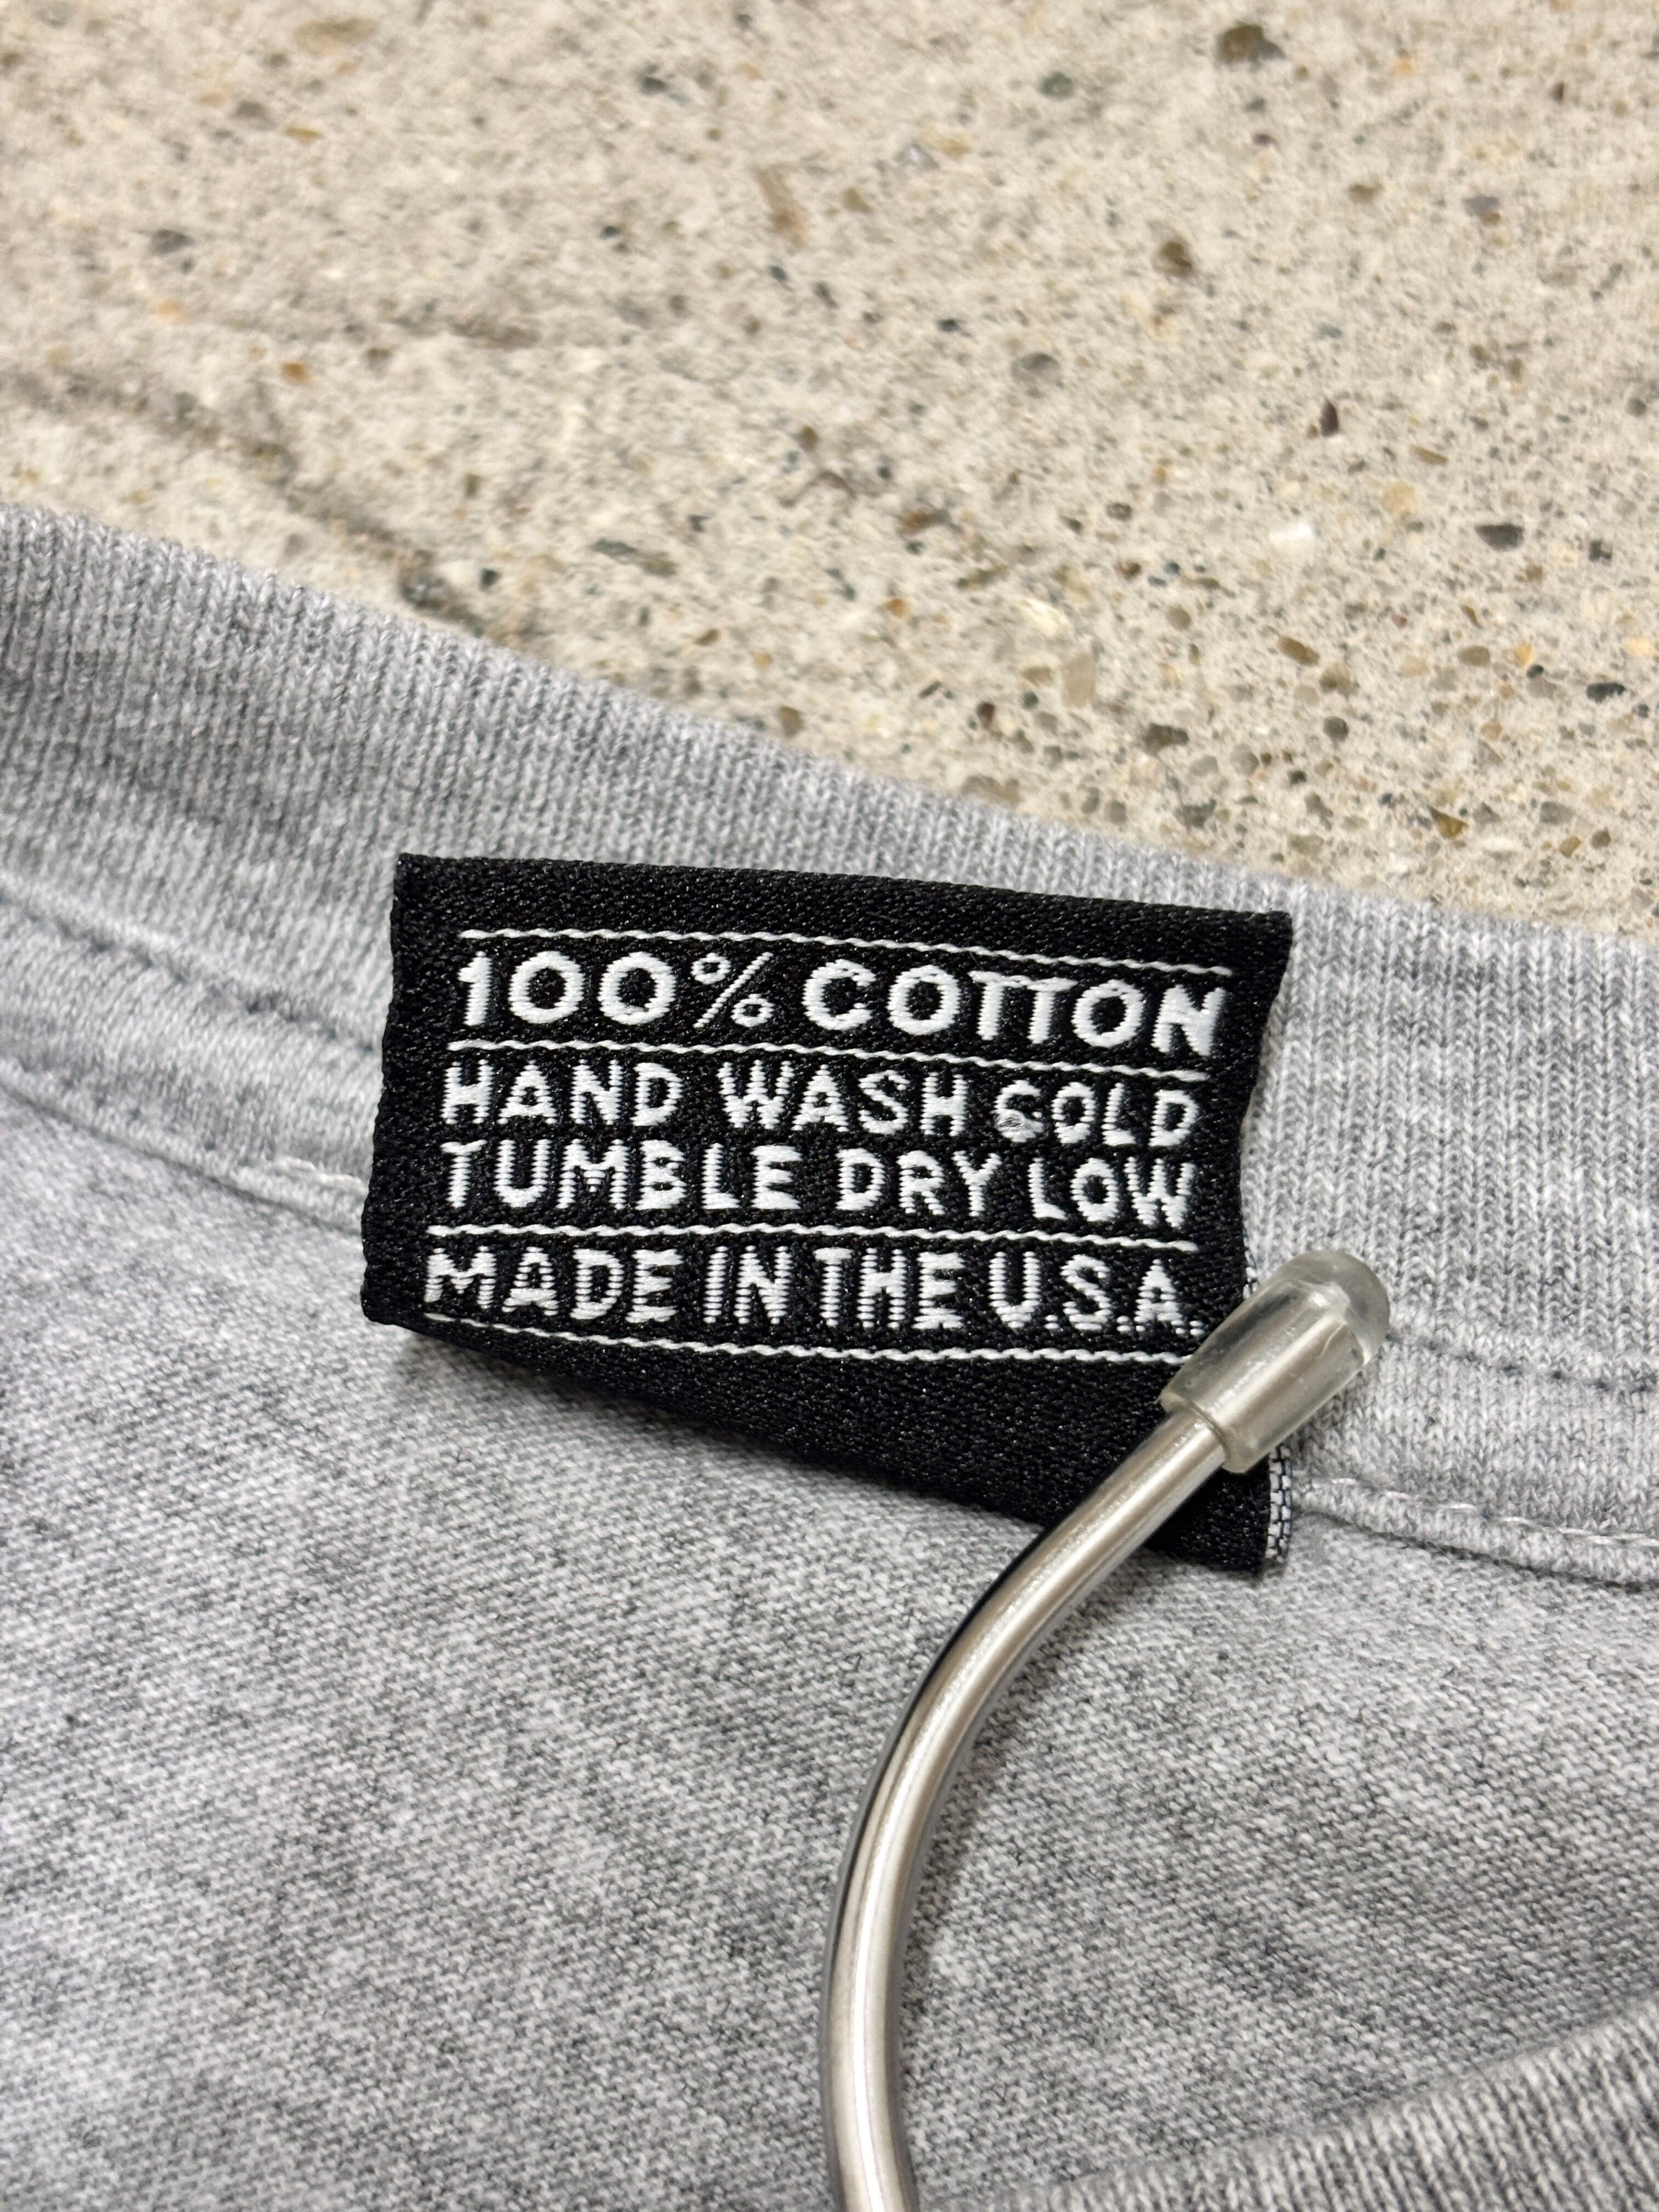 100% COTTON
HAND WASH COLD
TUMBLE DRY LOW
MADE IN THE U.S.A.